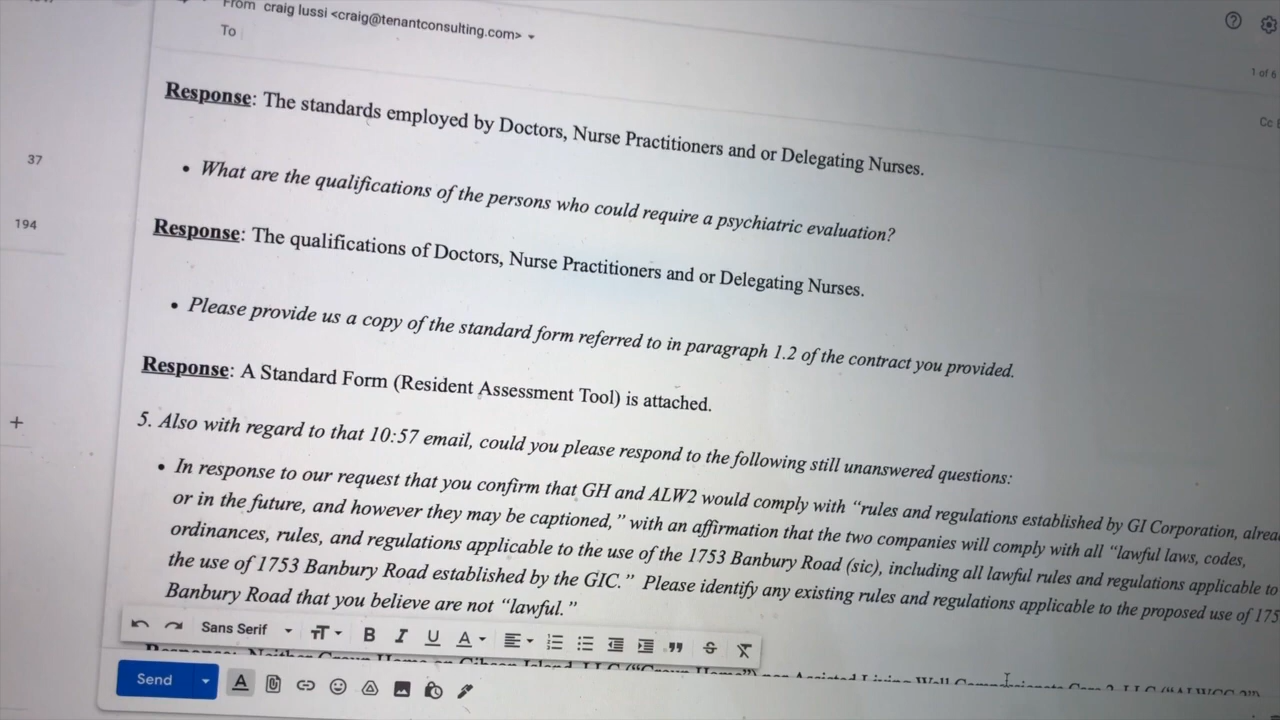 From craig lussi <craig@tenantconsulting.com>
To
1 of 6
Cc
Response: The standards employed by Doctors, Nurse Practitioners and or Delegating Nurses.
37
• What are the qualifications of the persons who could require a psychiatric evaluation?
194
Response: The qualifications of Doctors, Nurse Practitioners and or Delegating Nurses.
• Please provide us a copy of the standard form referred to in paragraph 1.2 of the contract you provided.
Response: A Standard Form (Resident Assessment Tool) is attached.
5. Also with regard to that 10:57 email, could you please respond to the following still unanswered questions:
• In response to our request that you confirm that GH and ALW2 would comply with “rules and regulations established by GI Corporation,
or in the future, and however they may be captioned,” with an affirmation that the two companies will comply with all “lawful laws, codes,
ordinances, rules, and regulations applicable to the use of the 1753 Banbury Road (sic), including all lawful rules and regulations applicable to
the use of 1753 Banbury Road established by the GIC.” Please identify any existing rules and regulations applicable to the proposed use of
Banbury Road that you believe are not “lawful.”
Sans Serif
Send